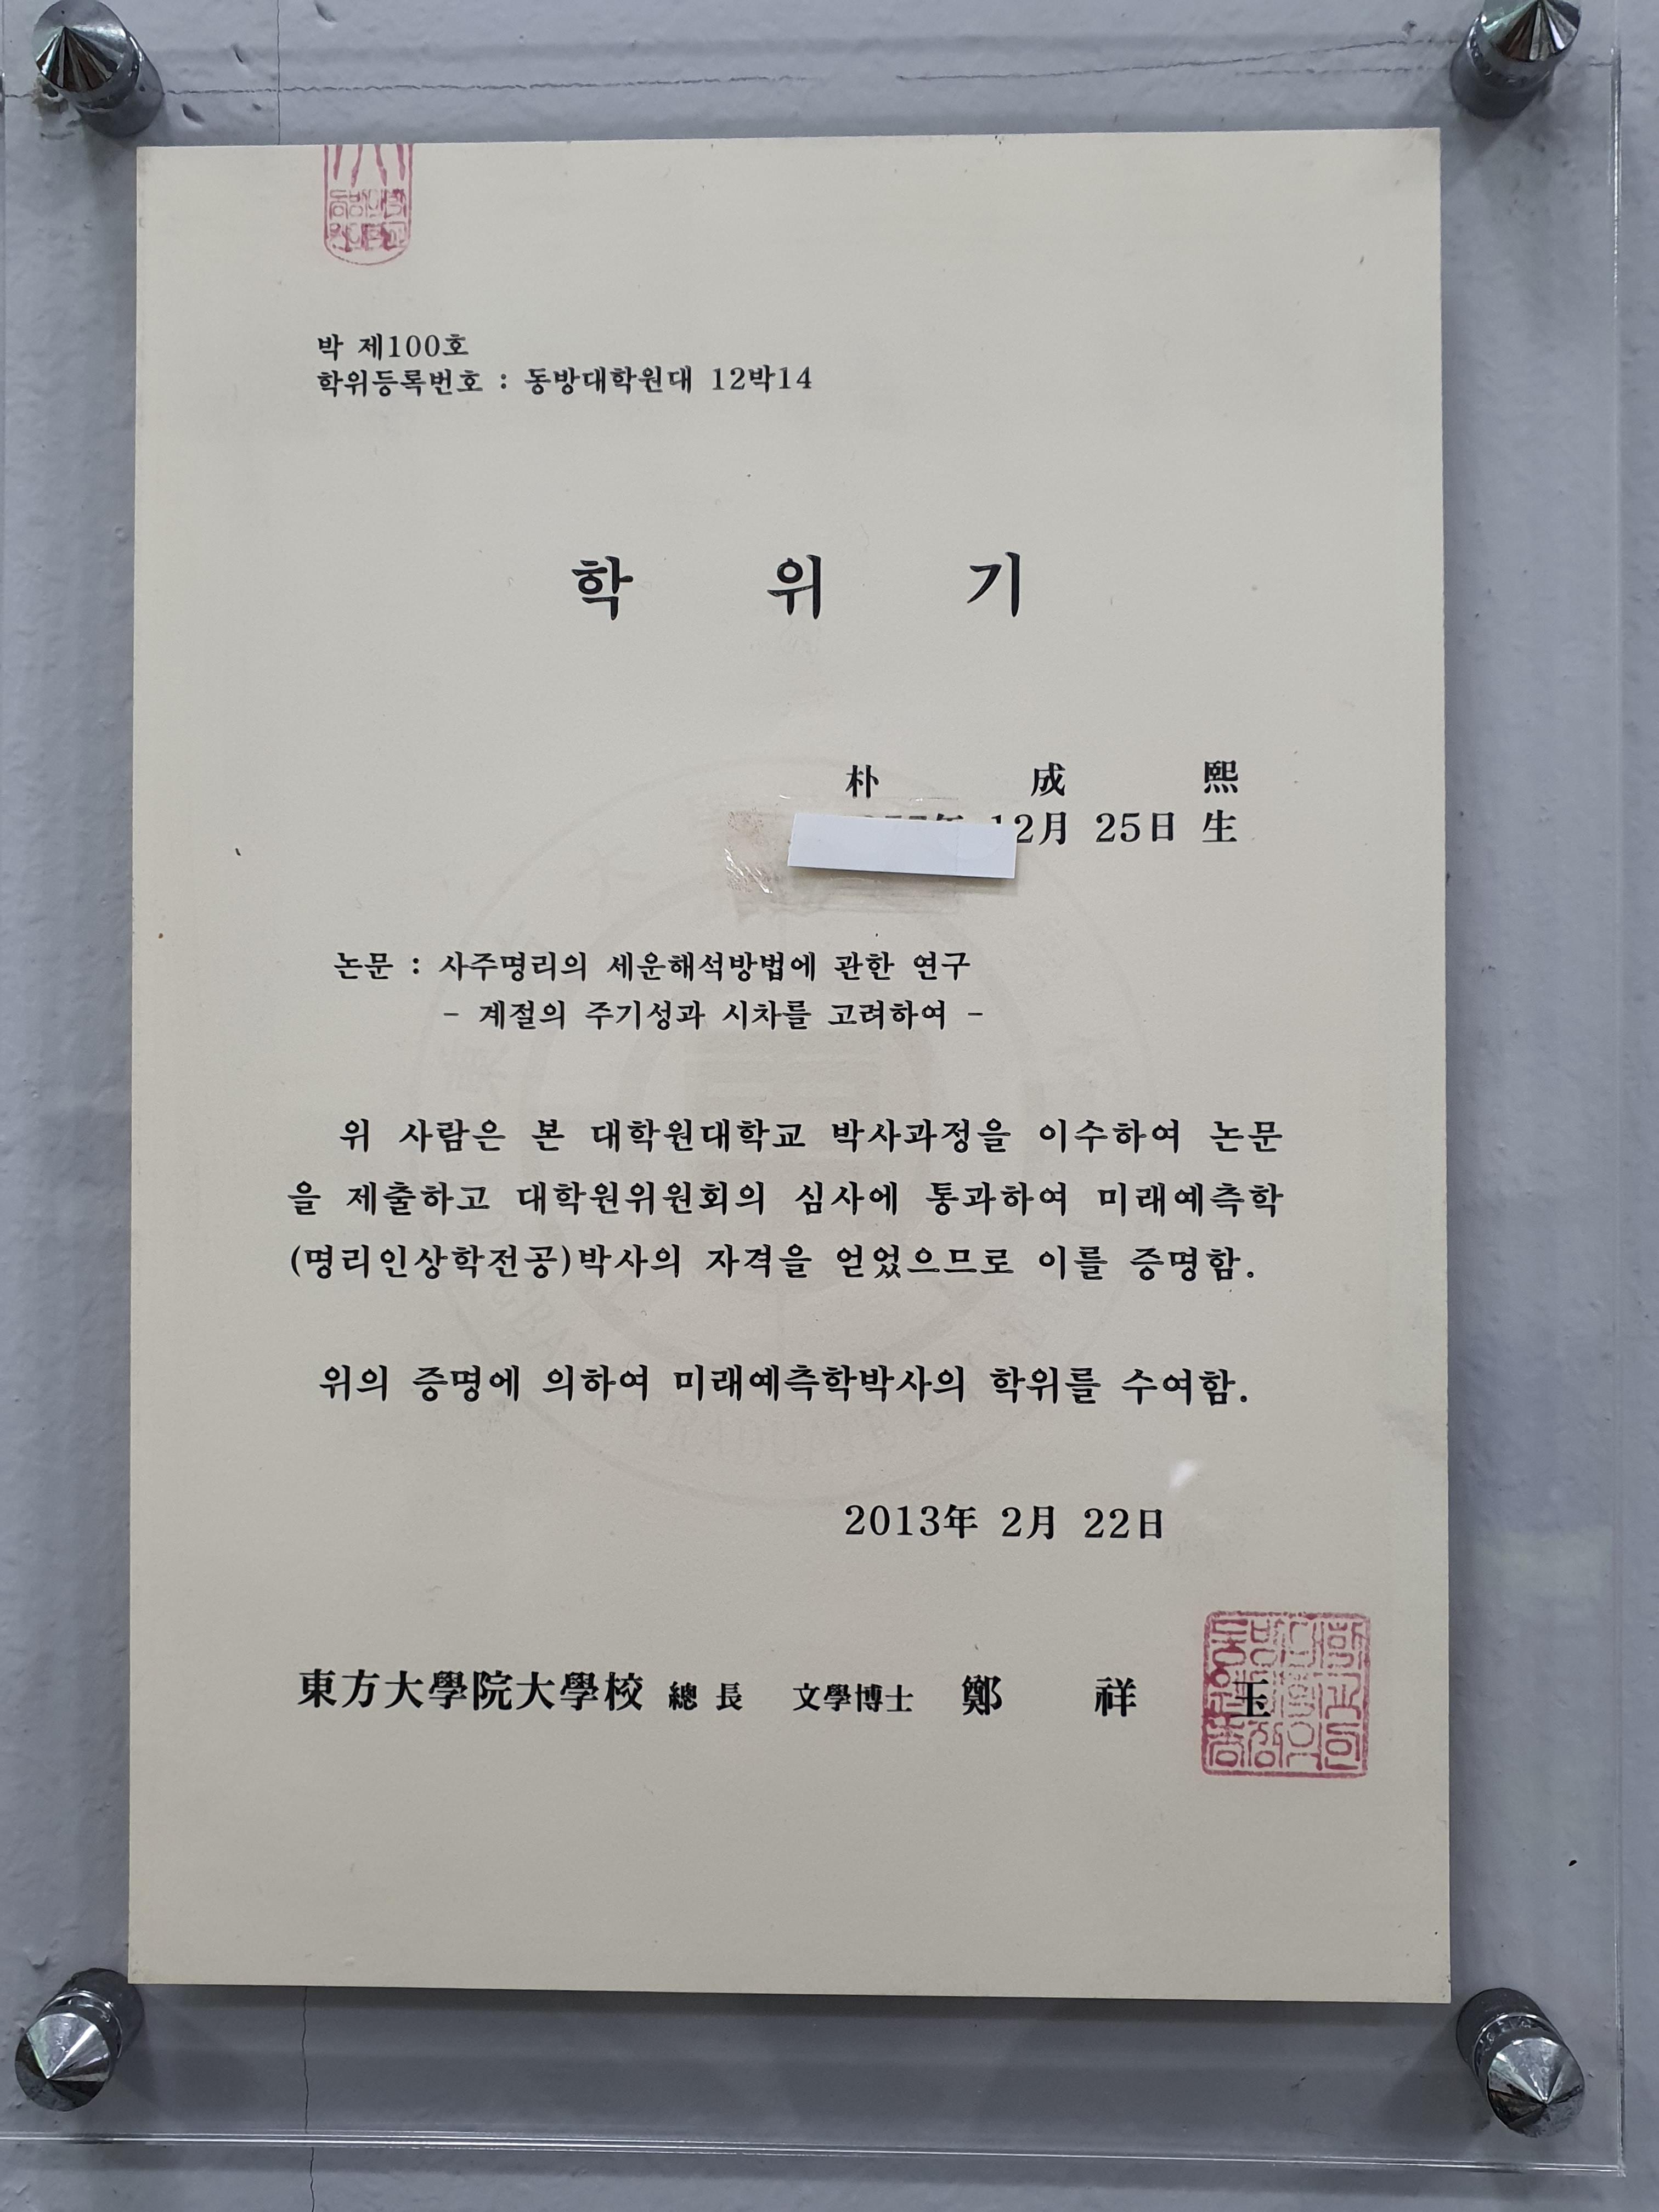 박 제100호
학위등록번호 : 동방대학원대 12박14
학 위 기
朴 成 熙
12月 25日 生
논문 : 사주명리의 세운해석방법에 관한 연구
- 계절의 주기성과 시차를 고려하여 -
위 사람은 본 대학원대학교 박사과정을 이수하여 논문
을 제출하고 대학원위원회의 심사에 통과하여 미래예측학
(명리인상학전공)박사의 자격을 얻었으므로 이를 증명함.
위의 증명에 의하여 미래예측학박사의 학위를 수여함.
2013年 2月 22日
東方大學院大學校 總 長 文學博士 鄭 祥 玉